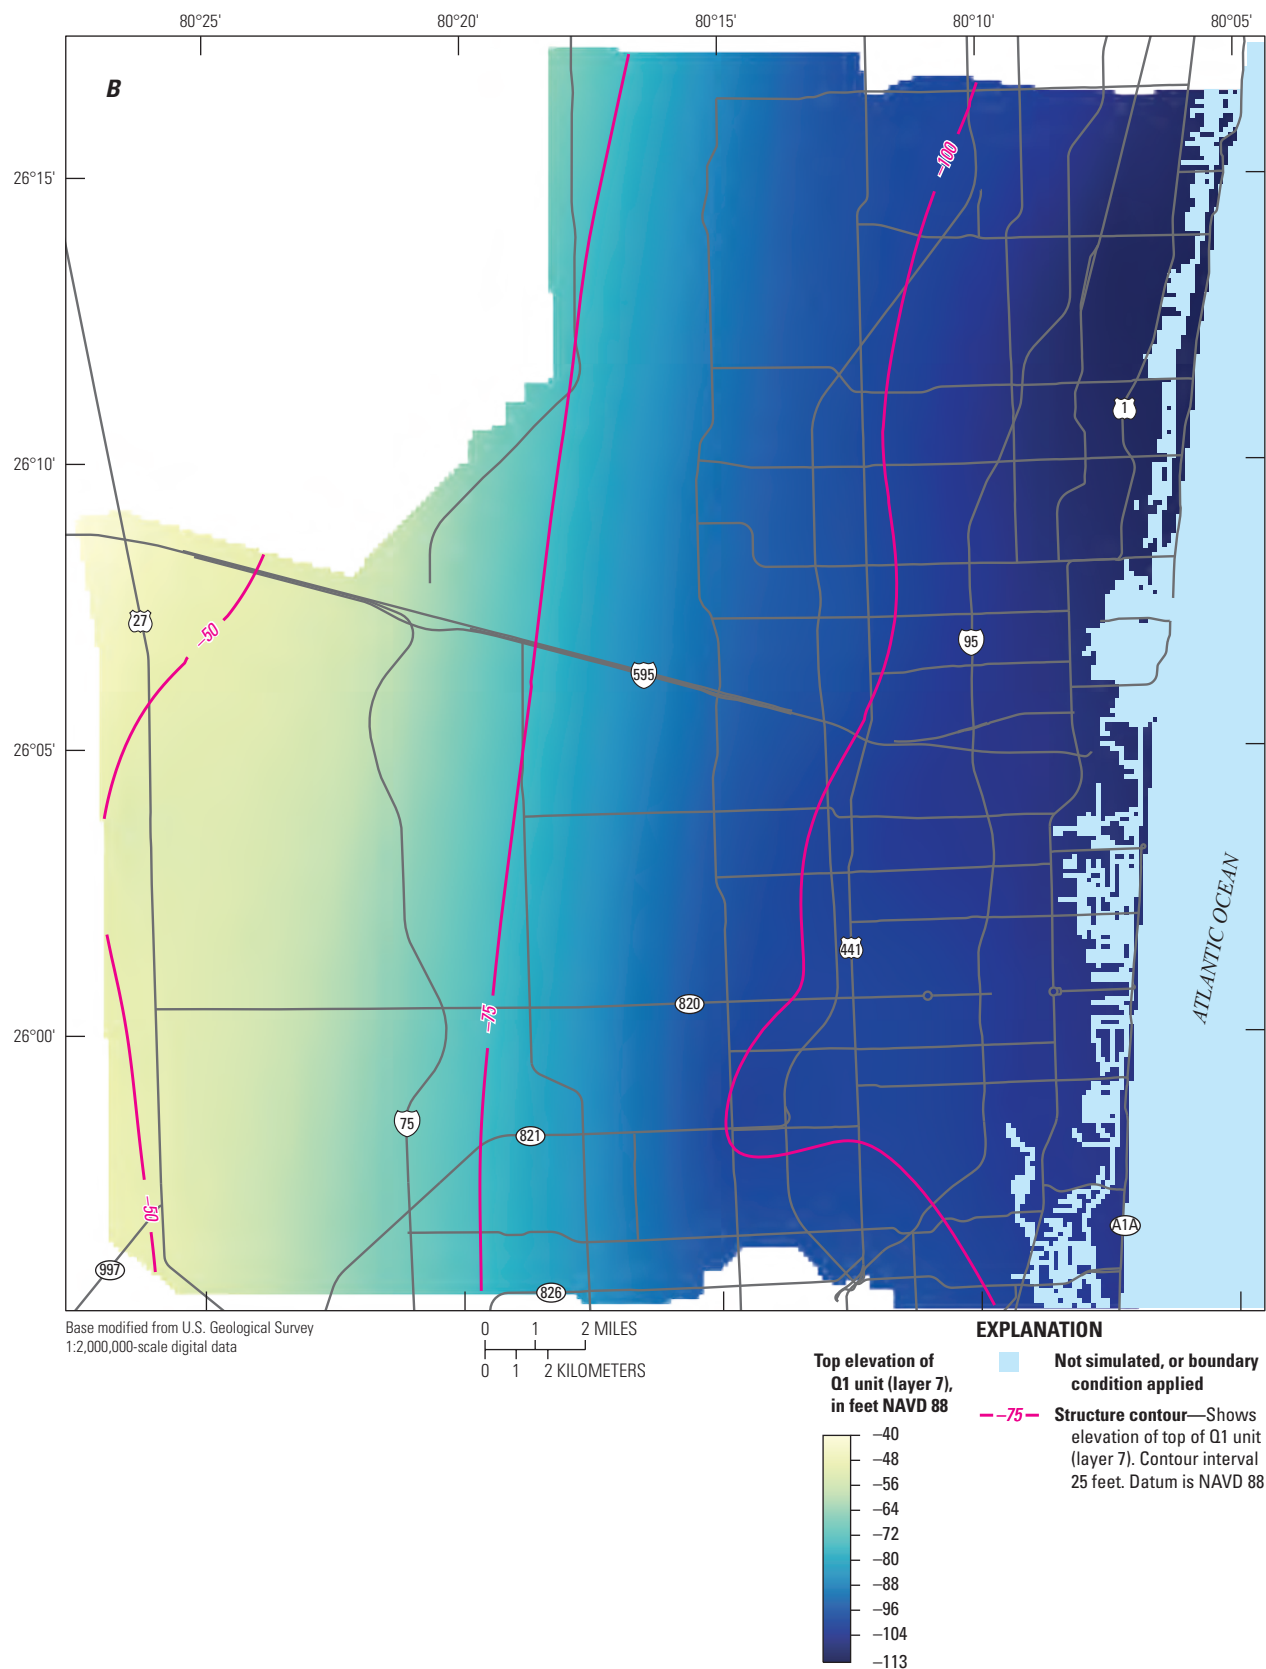 80°25'
80°20'
80°15'
80°10'
80°05'
B
26°15'
26°10'
26°05'
26°00'
–100
1
27
–50
595
95
441
ATLANTIC OCEAN
820
–75
75
821
–50
A1A
997
826
Base modified from U.S. Geological Survey
1:2,000,000-scale digital data
0 1 2 MILES
0 1 2 KILOMETERS
EXPLANATION
Top elevation of
Q1 unit (layer 7),
in feet NAVD 88
–40
–48
–56
–64
–72
–80
–88
–96
–104
–113
Not simulated, or boundary
condition applied
–75
Structure contour—Shows
elevation of top of Q1 unit
(layer 7). Contour interval
25 feet. Datum is NAVD 88